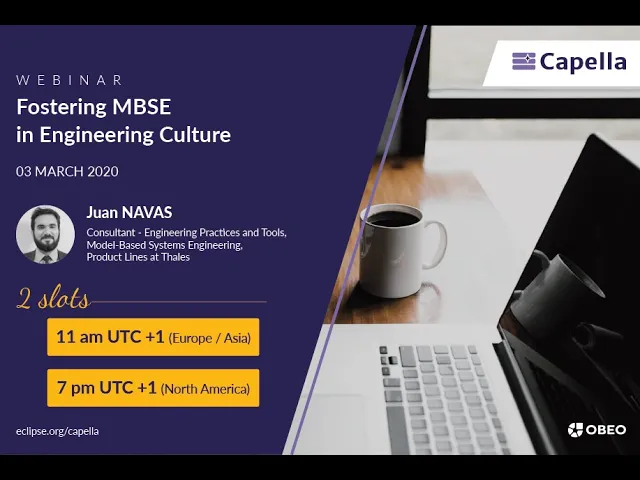 WEBINAR
Fostering MBSE
in Engineering Culture
03 MARCH 2020
Juan NAVAS
Consultant - Engineering Practices and Tools,
Model-Based Systems Engineering,
Product Lines at Thales
2 slots
11 am UTC +1 (Europe / Asia)
7 pm UTC +1 (North America)
eclipse.org/capella
Capella
OBEO